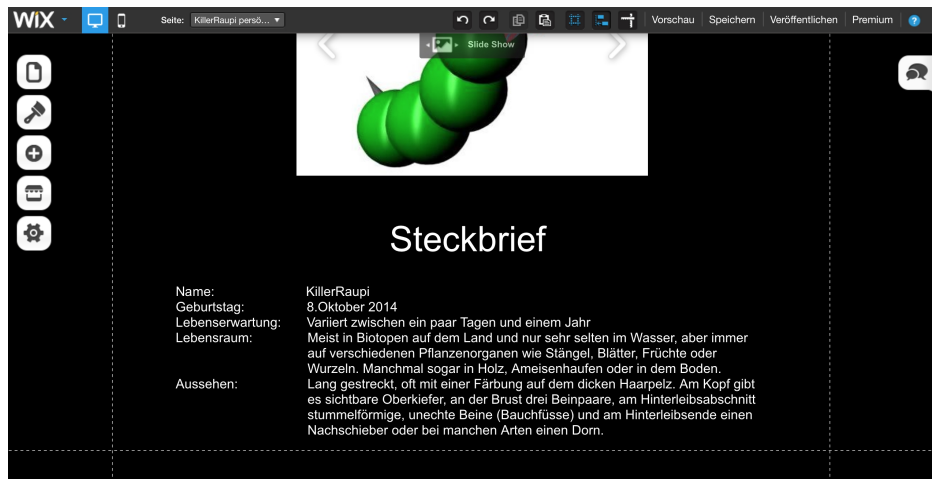 WiX
Seite: KillerRaupi persö... Vorschau Speichern Veröffentlichen Premium ?
Slide Show
Steckbrief
Name: KillerRaupi
Geburtstag: 8.Oktober 2014
Lebenserwartung: Variiert zwischen ein paar Tagen und einem Jahr
Lebensraum: Meist in Biotopen auf dem Land und nur sehr selten im Wasser, aber immer
auf verschiedenen Pflanzenorganen wie Stängel, Blätter, Früchte oder
Wurzeln. Manchmal sogar in Holz, Ameisenhaufen oder in dem Boden.
Aussehen: Lang gestreckt, oft mit einer Färbung auf dem dicken Haarpelz. Am Kopf gibt
es sichtbare Oberkiefer, an der Brust drei Beinpaare, am Hinterleibsabschnitt
stummelförmige, unechte Beine (Bauchfüsse) und am Hinterleibsende einen
Nachschieber oder bei manchen Arten einen Dorn.